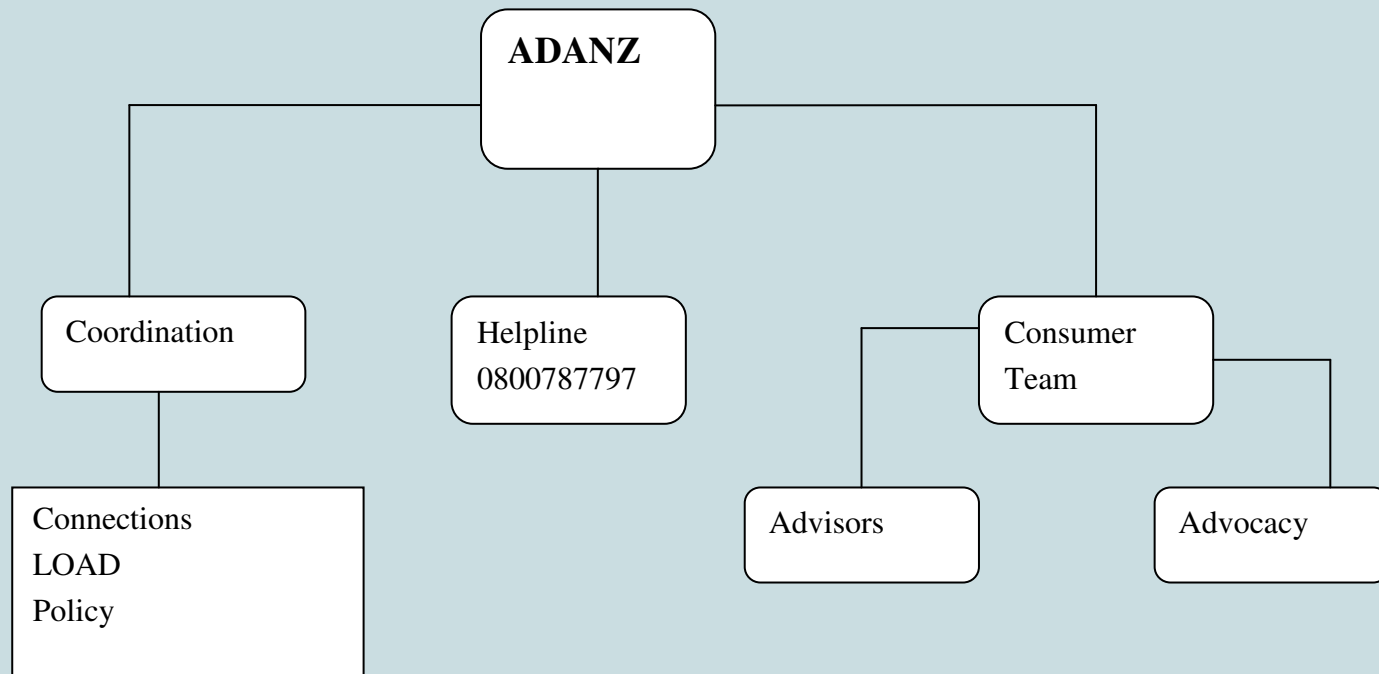 ADANZ
Coordination
Helpline
0800787797
Consumer
Team
Connections
LOAD
Policy
Advisors
Advocacy